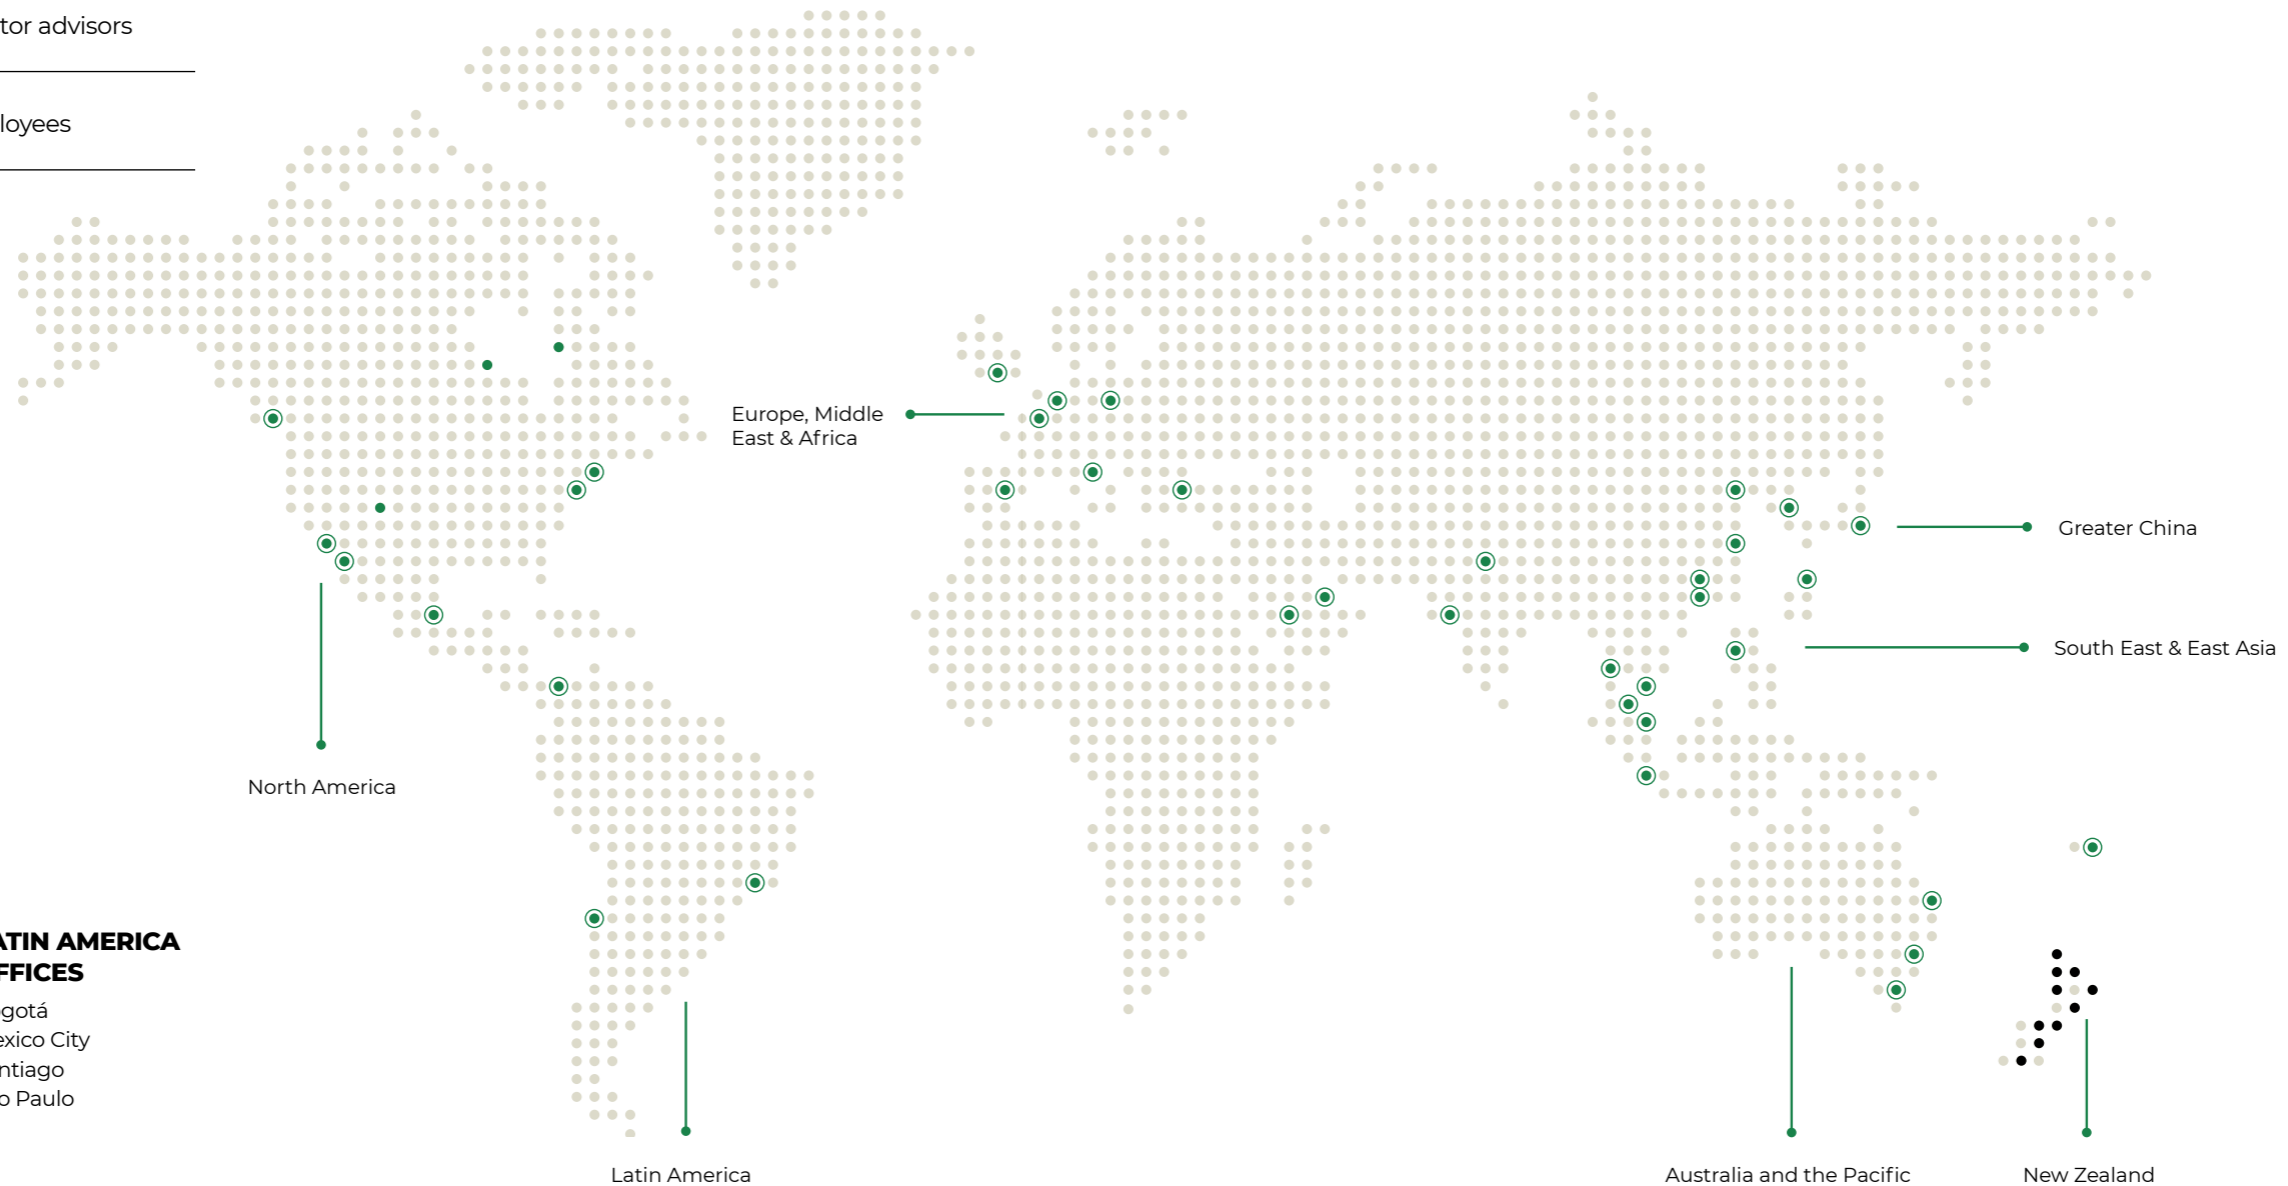 tor advisors
loyees
Europe, Middle
East & Africa
Greater China
South East & East Asia
North America
ATIN AMERICA
FFICES
gotá
exico City
ntiago
o Paulo
Latin America
Australia and the Pacific
New Zealand